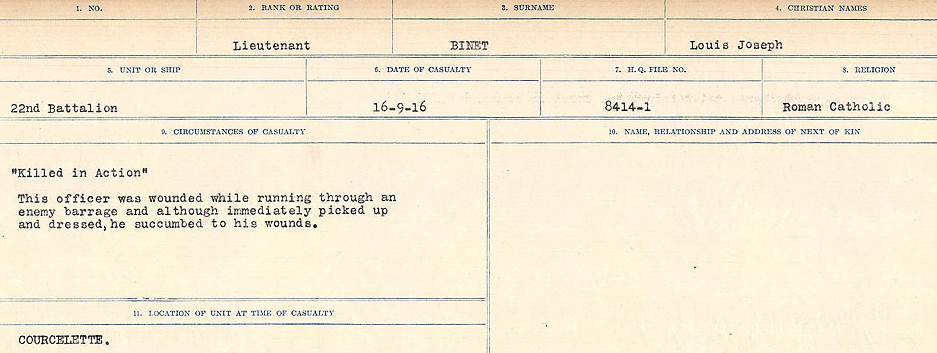 1. NO. 2. RANK OR RATING 3. SURNAME 4. CHRISTIAN NAMES
Lieutenant BINET Louis Joseph
5. UNIT OR SHIP 6. DATE OF CASUALTY 7. H. Q. FILE NO. 8. RELIGION
22nd Battalion 16-9-16 8414-1 Roman Catholic
9. CIRCUMSTANCES OF CASUALTY 10. NAME, RELATIONSHIP AND ADDRESS OF NEXT OF KIN
"Killed in Action"
This officer was wounded while running through an
enemy barrage and although immediately picked up
and dressed, he succumbed to his wounds.
11. LOCATION OF UNIT AT TIME OF CASUALTY
COURCELETTE.